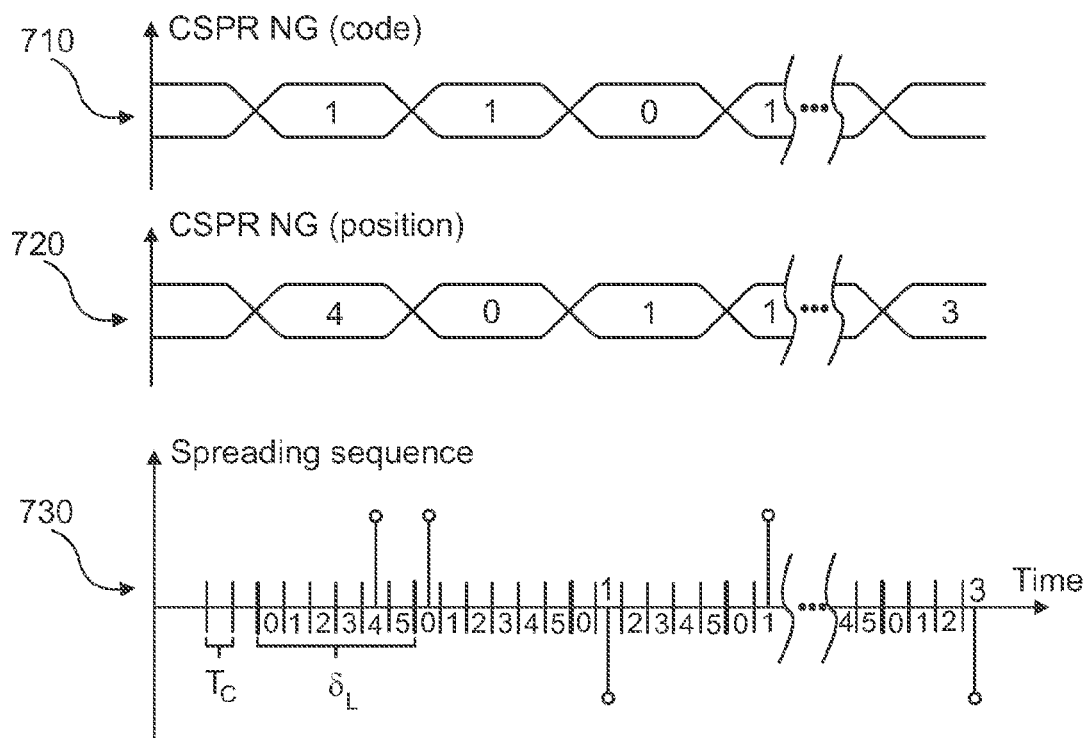 CSPR NG (code)
710
1 1 0 1 •••
CSPR NG (position)
720
4 0 1 1 ••• 3
Spreading sequence
730
1 3 Time
0 1 2 3 4 5 0 1 2 3 4 5 0 2 3 4 5 0 1 ••• 4 5 0 1 2
T_C δ_L